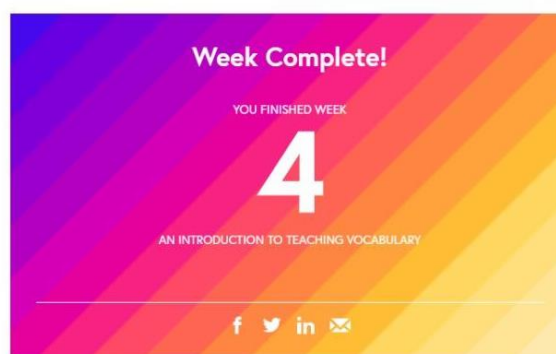 Week Complete!
YOU FINISHED WEEK
4
AN INTRODUCTION TO TEACHING VOCABULARY